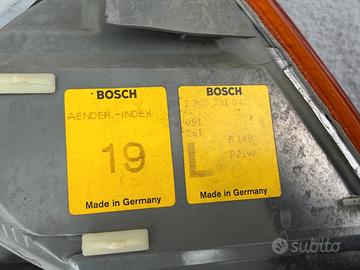 BOSCH
AENDER.-INDEX
19
Made in Germany
BOSCH
L
P21W
Made in Germany
subito